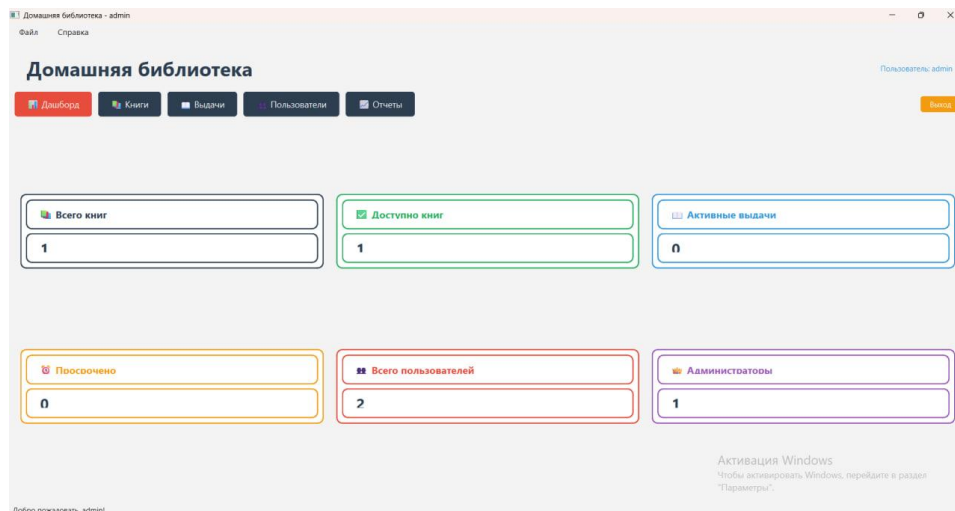 Домашняя библиотека - admin
Файл Справка
Домашняя библиотека
Пользователь: admin
Дашборд Книги Выдачи Пользователи Отчеты Выход
Всего книг Доступно книг Активные выдачи
1 1 0
Просрочено Всего пользователей Администраторы
0 2 1
Активация Windows
Чтобы активировать Windows, перейдите в раздел
"Параметры".
Добро пожаловать, admin!